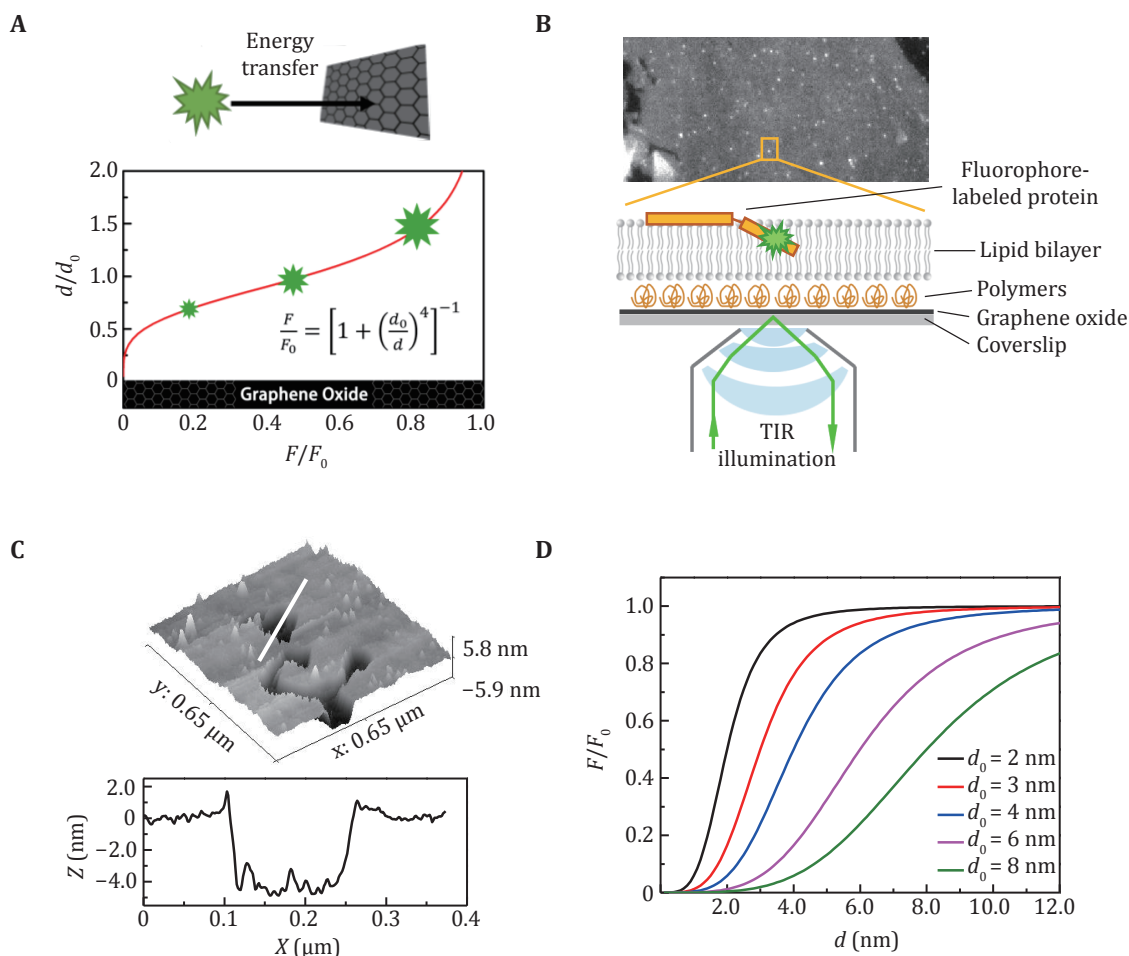 A
Energy
transfer
2.0
1.5
1.0
0.5
0
d/d₀
F/F₀ = [1 + (d₀/d)⁴]⁻¹
Graphene Oxide
0 0.2 0.4 0.6 0.8 1.0
F/F₀
B
Fluorophore-
labeled protein
Lipid bilayer
Polymers
Graphene oxide
Coverslip
TIR
illumination
C
5.8 nm
−5.9 nm
y: 0.65 μm
x: 0.65 μm
2.0
0
−2.0
−4.0
Z (nm)
0 0.1 0.2 0.3 0.4
X (μm)
D
1.0
0.8
0.6
0.4
0.2
0
F/F₀
d₀ = 2 nm
d₀ = 3 nm
d₀ = 4 nm
d₀ = 6 nm
d₀ = 8 nm
2.0 4.0 6.0 8.0 10.0 12.0
d (nm)